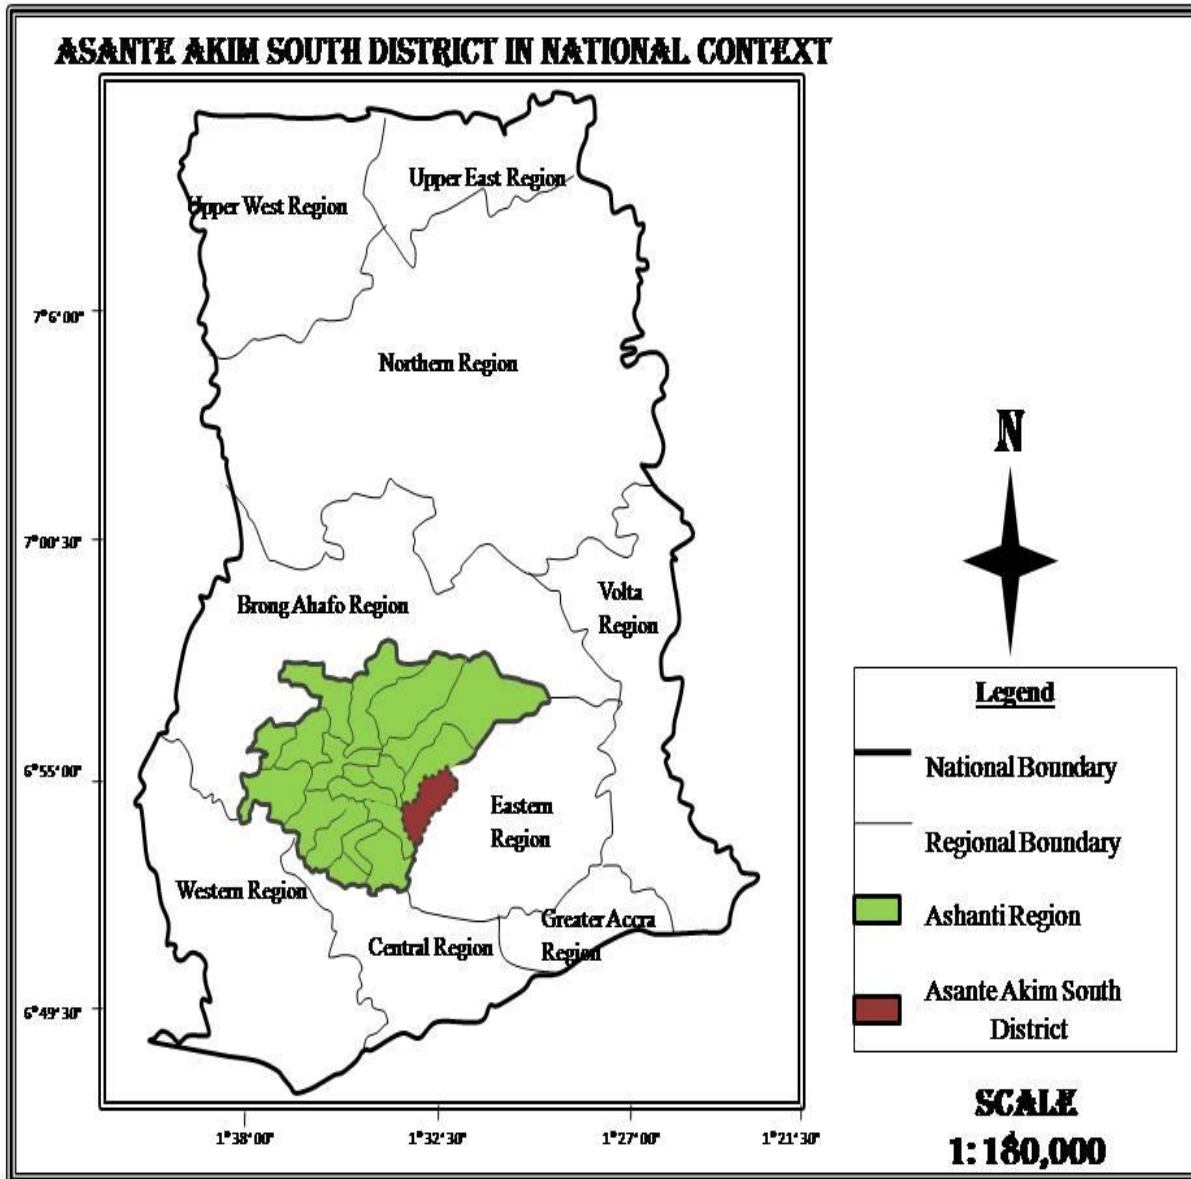 ASANTE AKIM SOUTH DISTRICT IN NATIONAL CONTEXT
Upper East Region
Upper West Region
7°6'00"
Northern Region
N
7°00'30"
Brong Ahafo Region
Volta
Region
Legend
National Boundary
6°55'00"
Eastern
Region
Regional Boundary
Western Region
Ashanti Region
Greater Accra
Region
Central Region
Asante Akim South
District
6°49'30"
SCALE
1:180,000
1°38'00"
1°32'30"
1°27'00"
1°21'30"